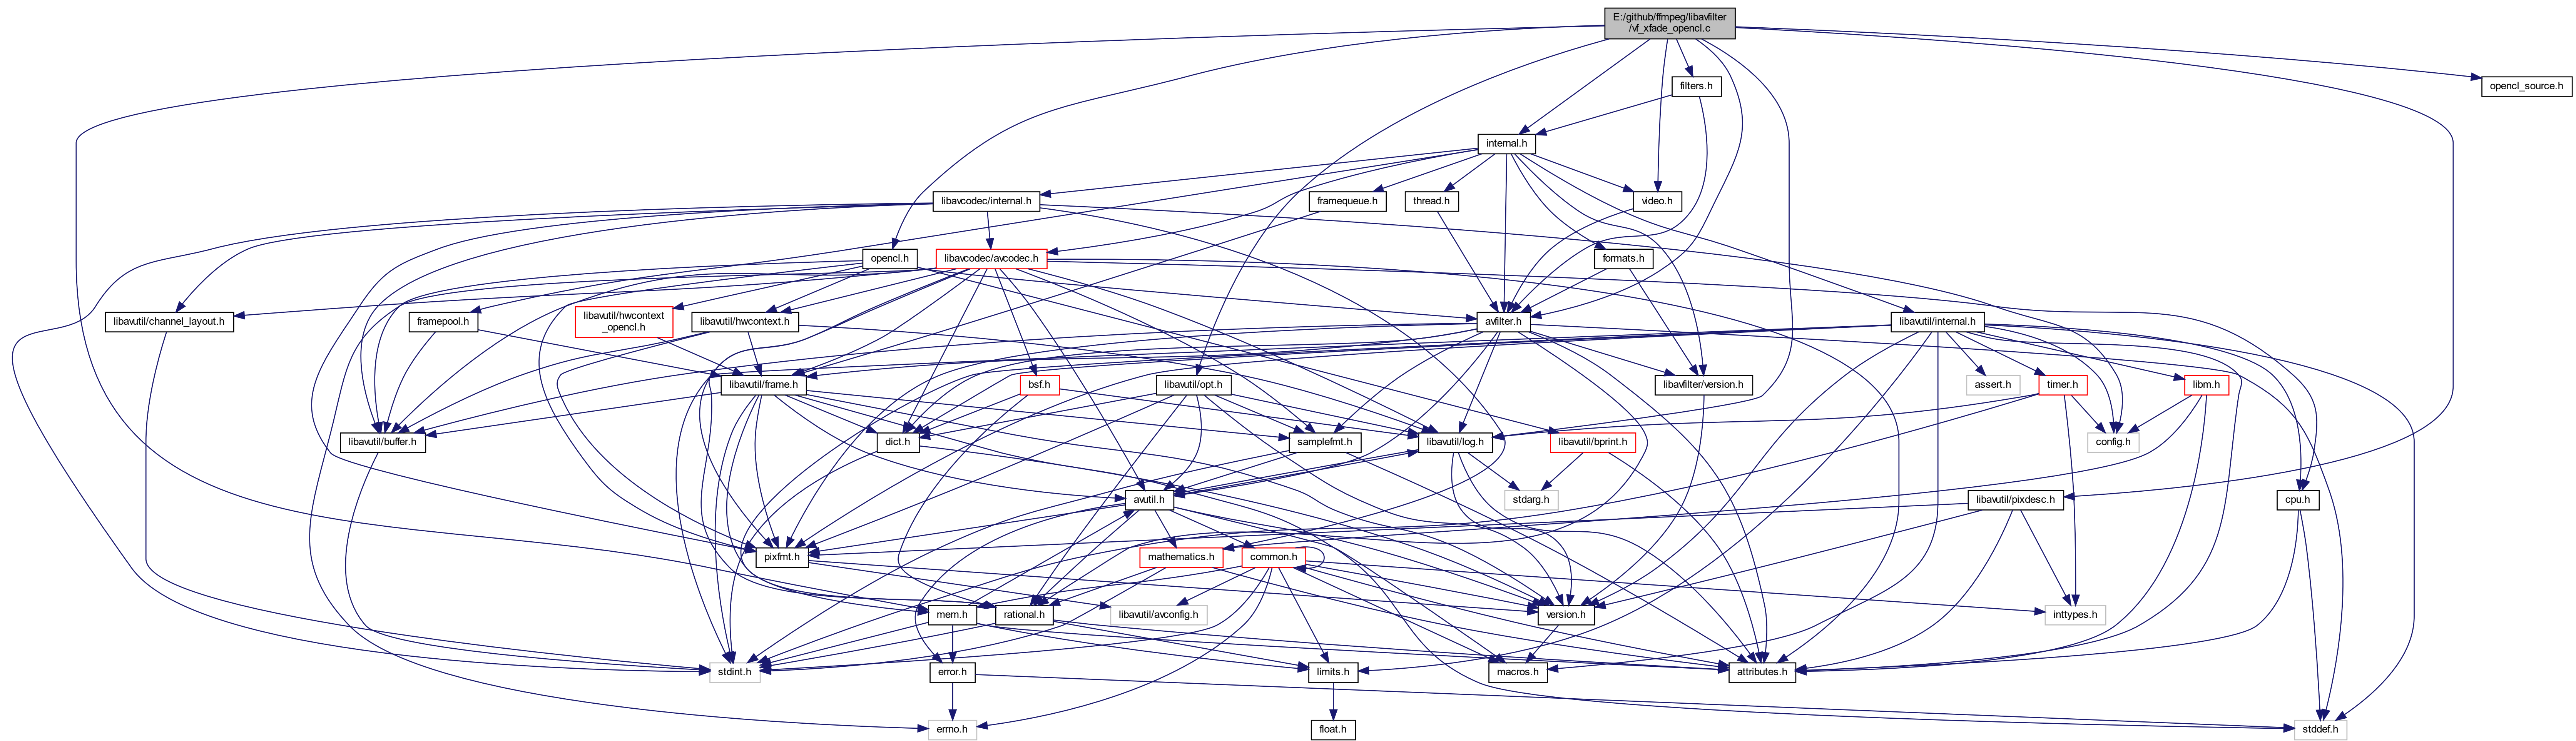 E:/github/ffmpeg/libavfilter
/vf_xfade_opencl.c
filters.h
opencl_source.h
internal.h
libavcodec/internal.h
framequeue.h
thread.h
video.h
opencl.h
libavcodec/avcodec.h
formats.h
libavutil/channel_layout.h
framepool.h
libavutil/hwcontext
_opencl.h
libavutil/hwcontext.h
avfilter.h
libavutil/internal.h
libavutil/frame.h
bsf.h
libavutil/opt.h
libavfilter/version.h
assert.h
timer.h
libm.h
libavutil/buffer.h
dict.h
samplefmt.h
libavutil/log.h
libavutil/bprint.h
config.h
avutil.h
stdarg.h
libavutil/pixdesc.h
cpu.h
pixfmt.h
mathematics.h
common.h
mem.h
rational.h
libavutil/avconfig.h
version.h
inttypes.h
stdint.h
error.h
limits.h
macros.h
attributes.h
errno.h
float.h
stddef.h